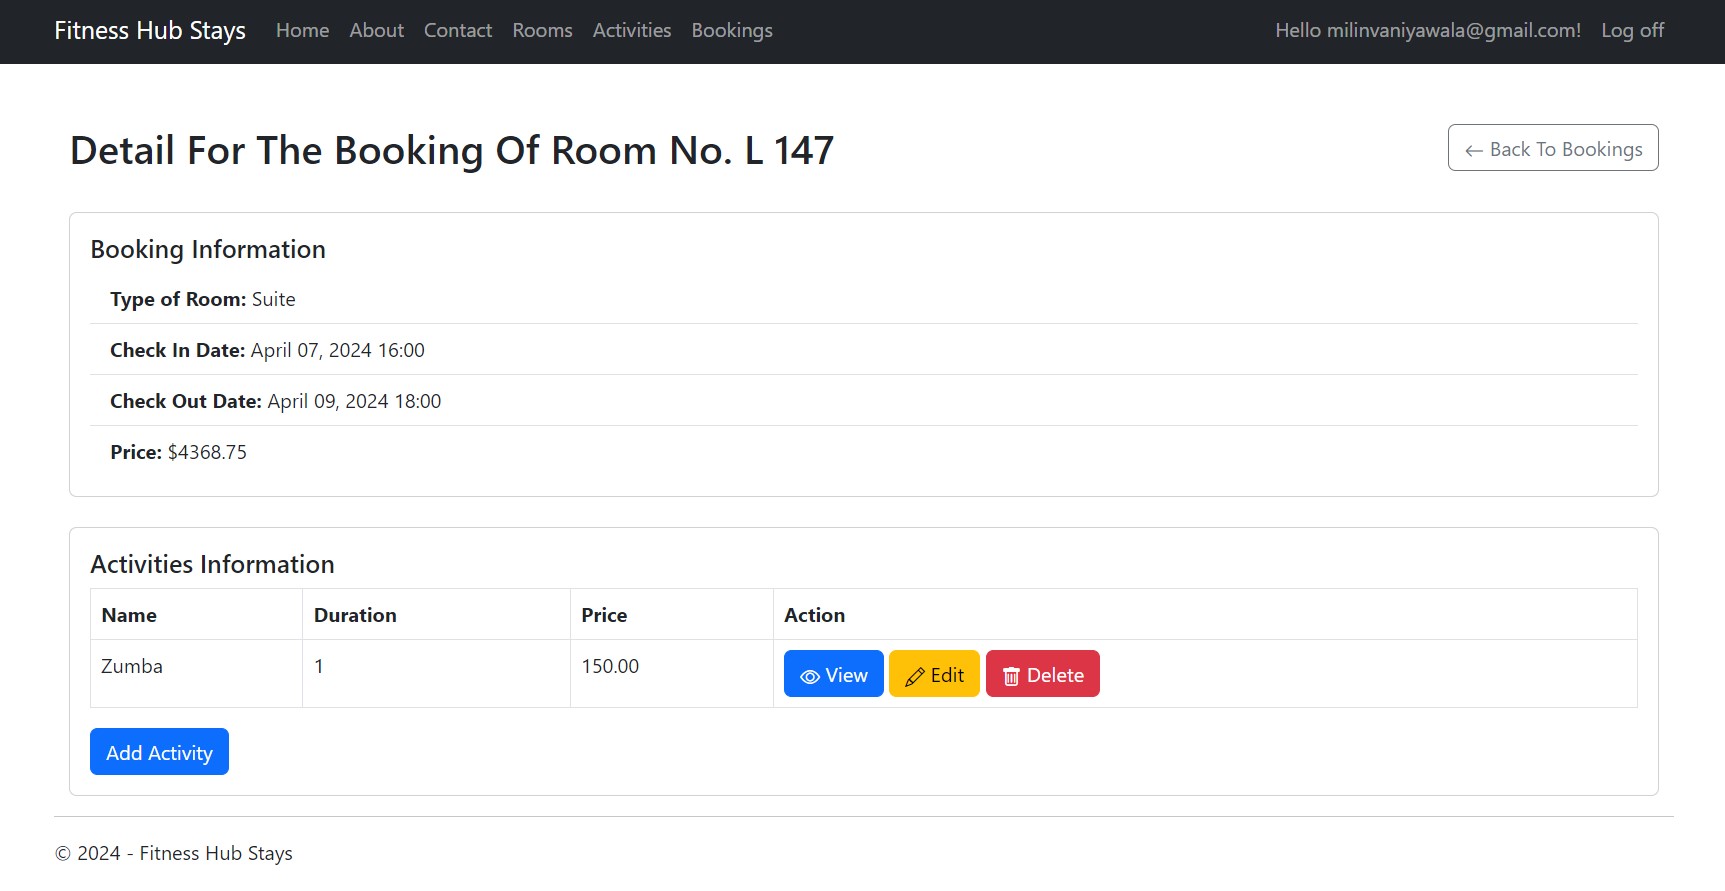 Fitness Hub Stays Home About Contact Rooms Activities Bookings Hello milinvaniyawala@gmail.com! Log off
Detail For The Booking Of Room No. L 147
← Back To Bookings
Booking Information
Type of Room: Suite
Check In Date: April 07, 2024 16:00
Check Out Date: April 09, 2024 18:00
Price: $4368.75
Activities Information
Name Duration Price Action
Zumba 1 150.00 View Edit Delete
Add Activity
© 2024 - Fitness Hub Stays